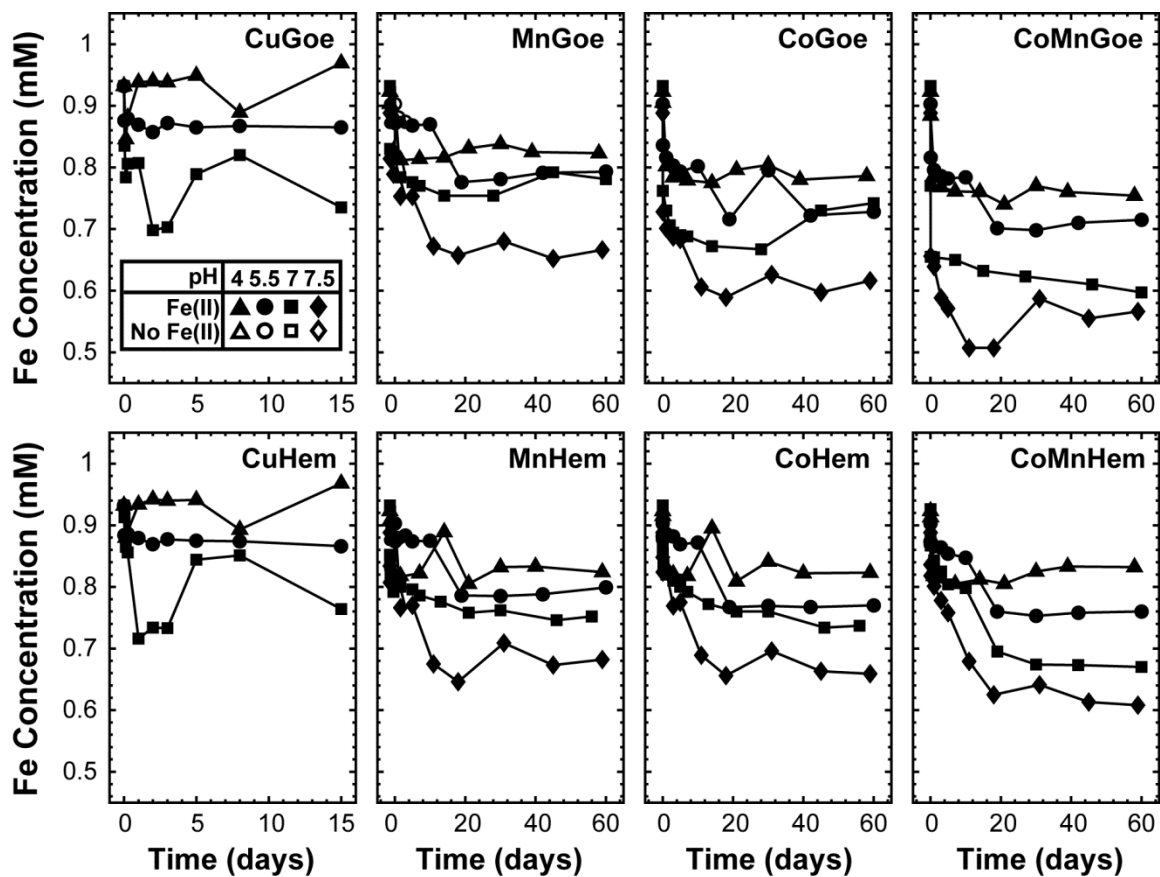 CuGoe MnGoe CoGoe CoMnGoe
Fe Concentration (mM)
1
0.9
0.8
0.7
0.6
0.5
pH 4 5.5 7 7.5
Fe(II)
No Fe(II)
0 5 10 15 0 20 40 60 0 20 40 60 0 20 40 60
CuHem MnHem CoHem CoMnHem
Fe Concentration (mM)
1
0.9
0.8
0.7
0.6
0.5
0 5 10 15 0 20 40 60 0 20 40 60 0 20 40 60
Time (days) Time (days) Time (days) Time (days)